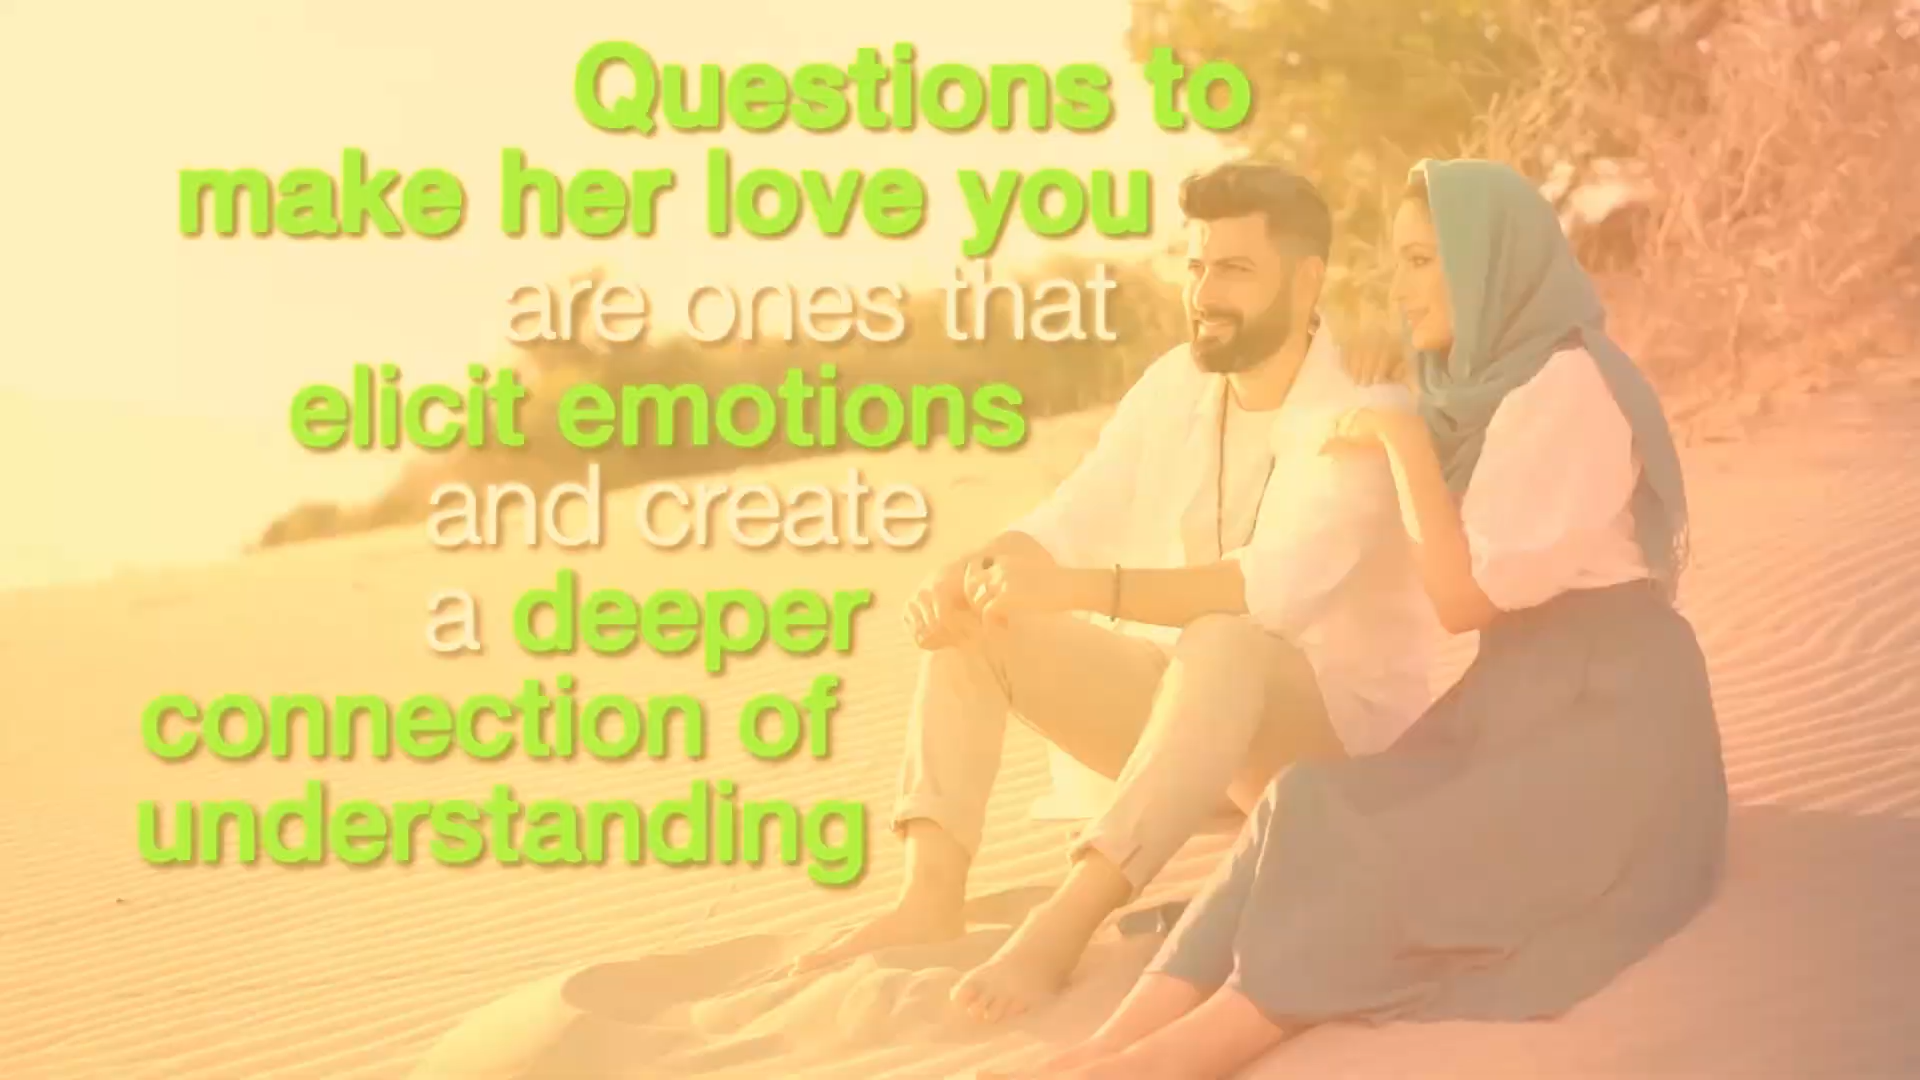 Questions to
make her love you
are ones that
elicit emotions
and create
a deeper
connection of
understanding